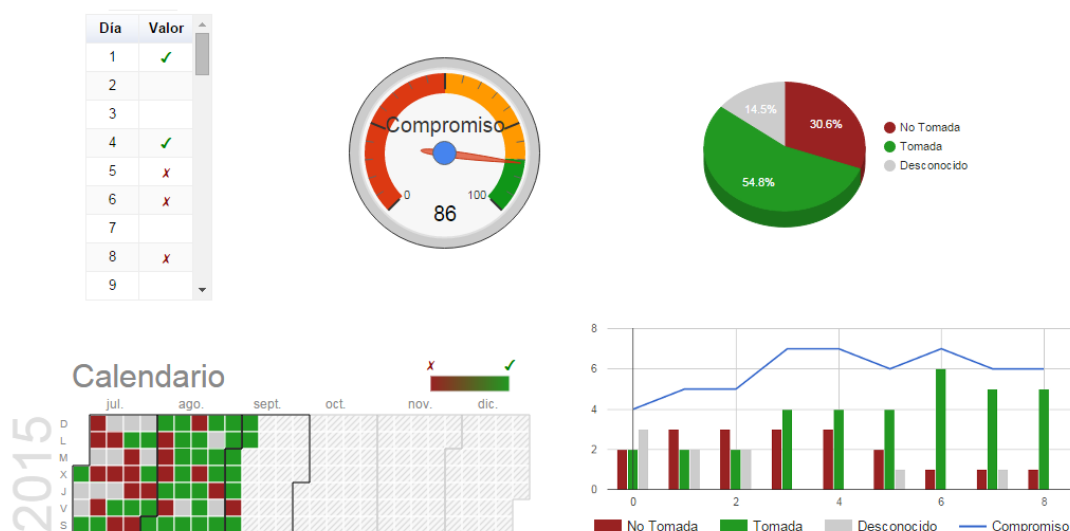 Día Valor
1 ✓
2
3
4 ✓
5 ✗
6 ✗
7
8 ✗
9
Compromiso
0 100
86
14.5%
30.6%
54.8%
No Tomada
Tomada
Desconocido
Calendario
✗ ✓
jul. ago. sept. oct. nov. dic.
2015
D
L
M
X
J
V
S
8
6
4
2
0
0 2 4 6 8
No Tomada Tomada Desconocido Compromiso